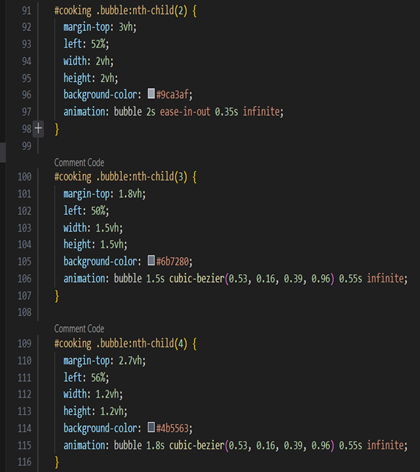 91 #cooking .bubble:nth-child(2) {
92 margin-top: 3vh;
93 left: 52%;
94 width: 2vh;
95 height: 2vh;
96 background-color: #9ca3af;
97 animation: bubble 2s ease-in-out 0.35s infinite;
98 + }
99
Comment Code
100 #cooking .bubble:nth-child(3) {
101 margin-top: 1.8vh;
102 left: 50%;
103 width: 1.5vh;
104 height: 1.5vh;
105 background-color: #6b7280;
106 animation: bubble 1.5s cubic-bezier(0.53, 0.16, 0.39, 0.96) 0.55s infinite;
107 }
108
Comment Code
109 #cooking .bubble:nth-child(4) {
110 margin-top: 2.7vh;
111 left: 56%;
112 width: 1.2vh;
113 height: 1.2vh;
114 background-color: #4b5563;
115 animation: bubble 1.8s cubic-bezier(0.53, 0.16, 0.39, 0.96) 0.55s infinite;
116 }